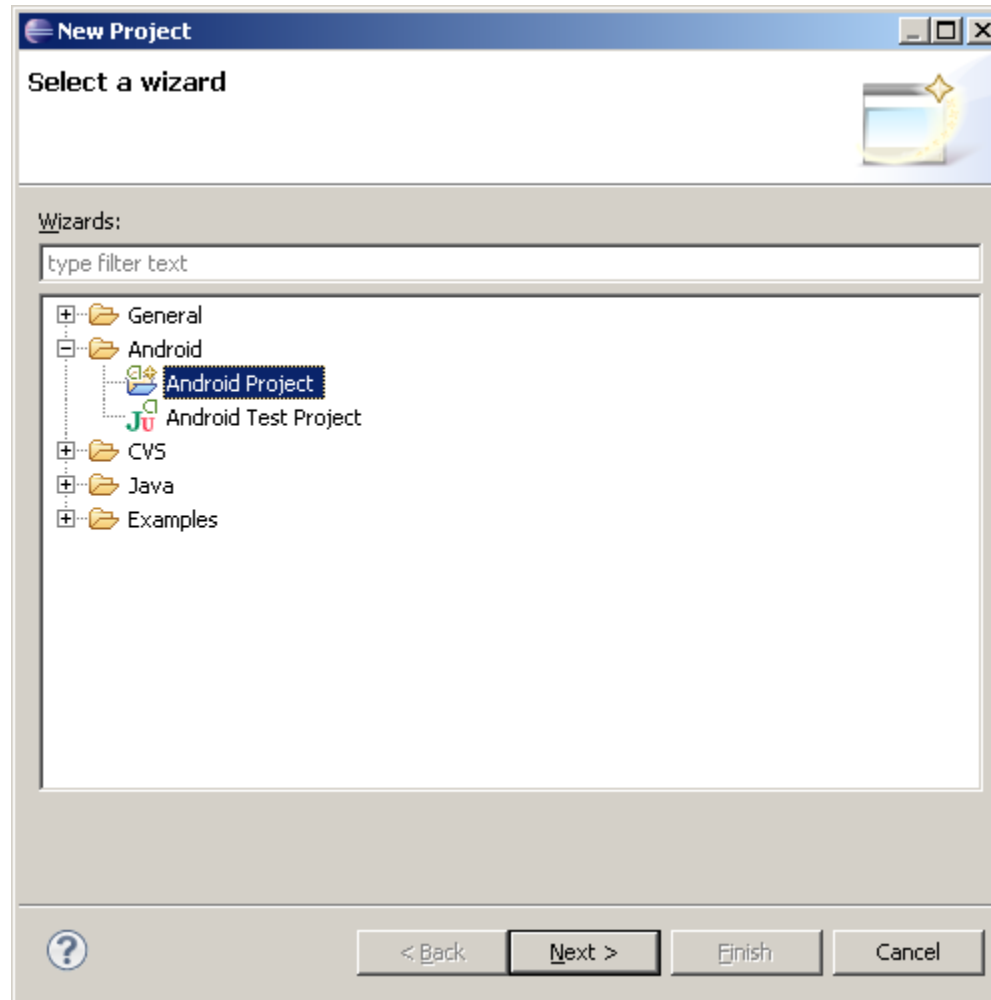 New Project
Select a wizard
Wizards:
type filter text
General
Android
Android Project
Android Test Project
CVS
Java
Examples
? < Back Next > Finish Cancel